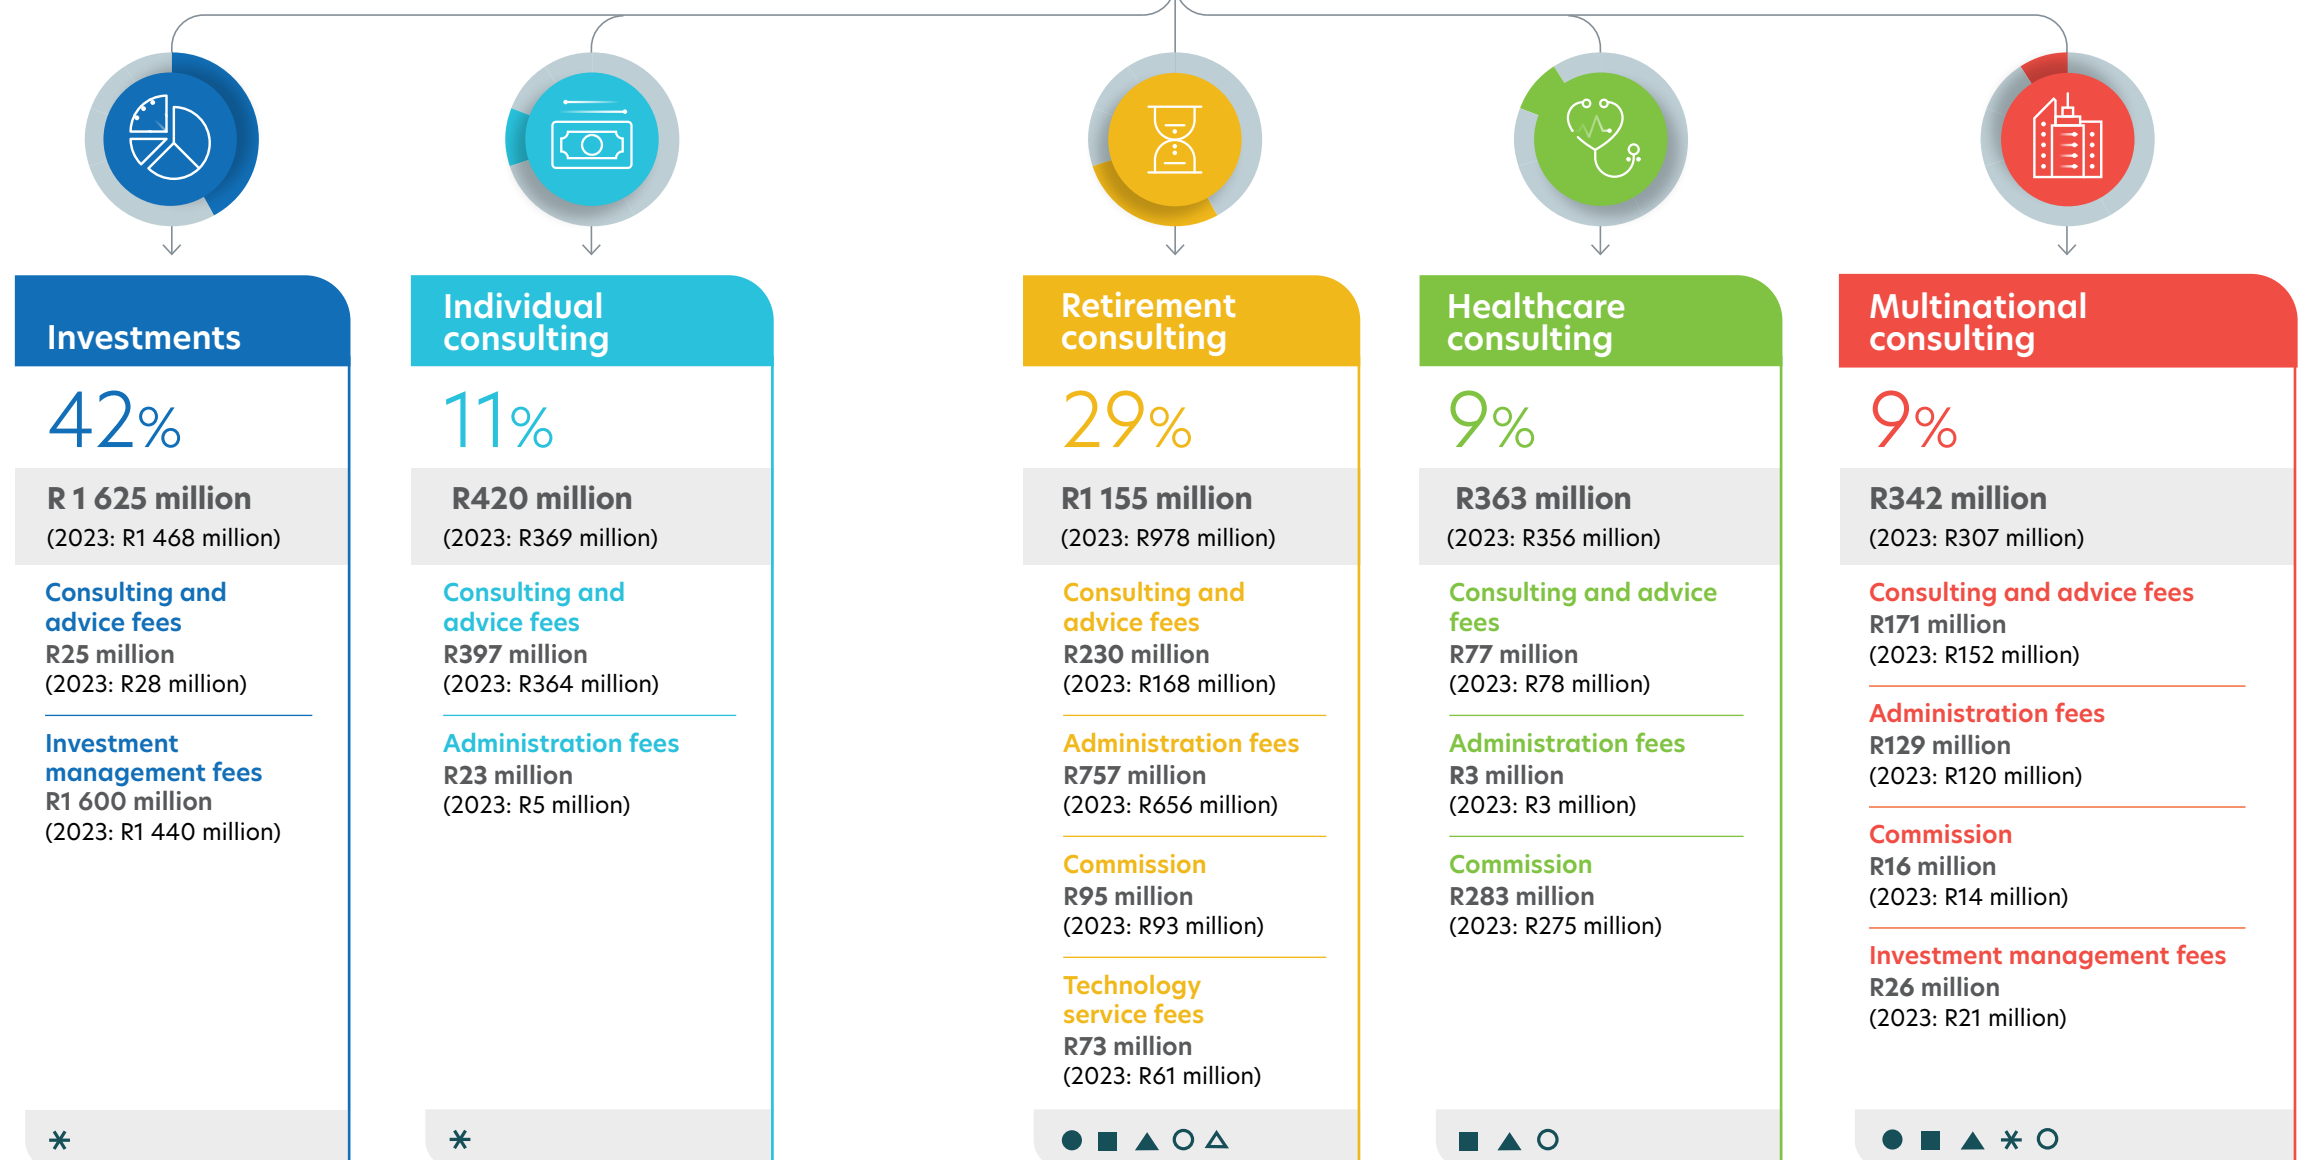 Investments
42%
R 1 625 million
(2023: R1 468 million)
Consulting and
advice fees
R25 million
(2023: R28 million)
Investment
management fees
R1 600 million
(2023: R1 440 million)
Individual
consulting
11%
R420 million
(2023: R369 million)
Consulting and
advice fees
R397 million
(2023: R364 million)
Administration fees
R23 million
(2023: R5 million)
Retirement
consulting
29%
R1 155 million
(2023: R978 million)
Consulting and
advice fees
R230 million
(2023: R168 million)
Administration fees
R757 million
(2023: R656 million)
Commission
R95 million
(2023: R93 million)
Technology
service fees
R73 million
(2023: R61 million)
Healthcare
consulting
9%
R363 million
(2023: R356 million)
Consulting and advice
fees
R77 million
(2023: R78 million)
Administration fees
R3 million
(2023: R3 million)
Commission
R283 million
(2023: R275 million)
Multinational
consulting
9%
R342 million
(2023: R307 million)
Consulting and advice fees
R171 million
(2023: R152 million)
Administration fees
R129 million
(2023: R120 million)
Commission
R16 million
(2023: R14 million)
Investment management fees
R26 million
(2023: R21 million)